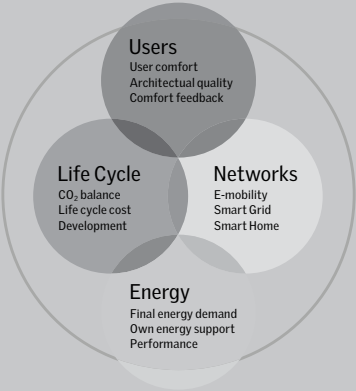 Users
User comfort
Architectual quality
Comfort feedback
Life Cycle
CO₂ balance
Life cycle cost
Development
Networks
E-mobility
Smart Grid
Smart Home
Energy
Final energy demand
Own energy support
Performance